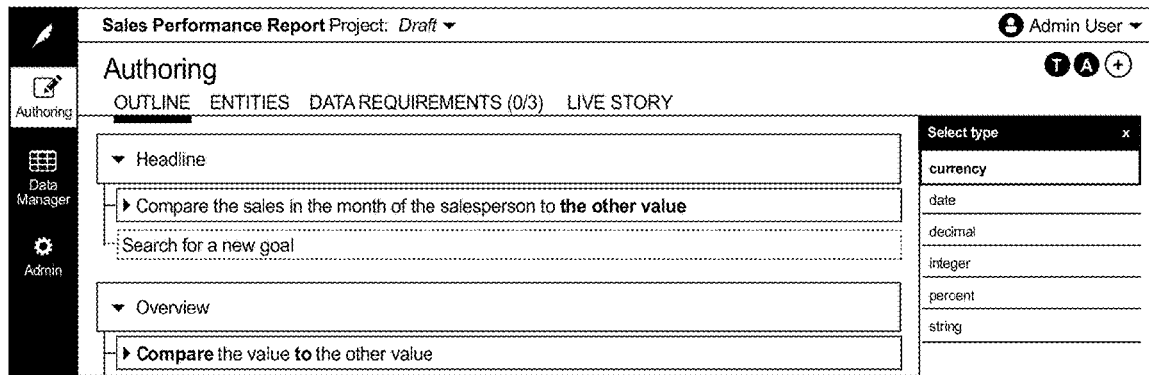 Sales Performance Report Project: Draft
Admin User
Authoring
T A +
Authoring
OUTLINE ENTITIES DATA REQUIREMENTS (0/3) LIVE STORY
Select type x
Headline
currency
Data Manager
date
Compare the sales in the month of the salesperson to the other value
decimal
Search for a new goal
integer
Admin
percent
Overview
string
Compare the value to the other value